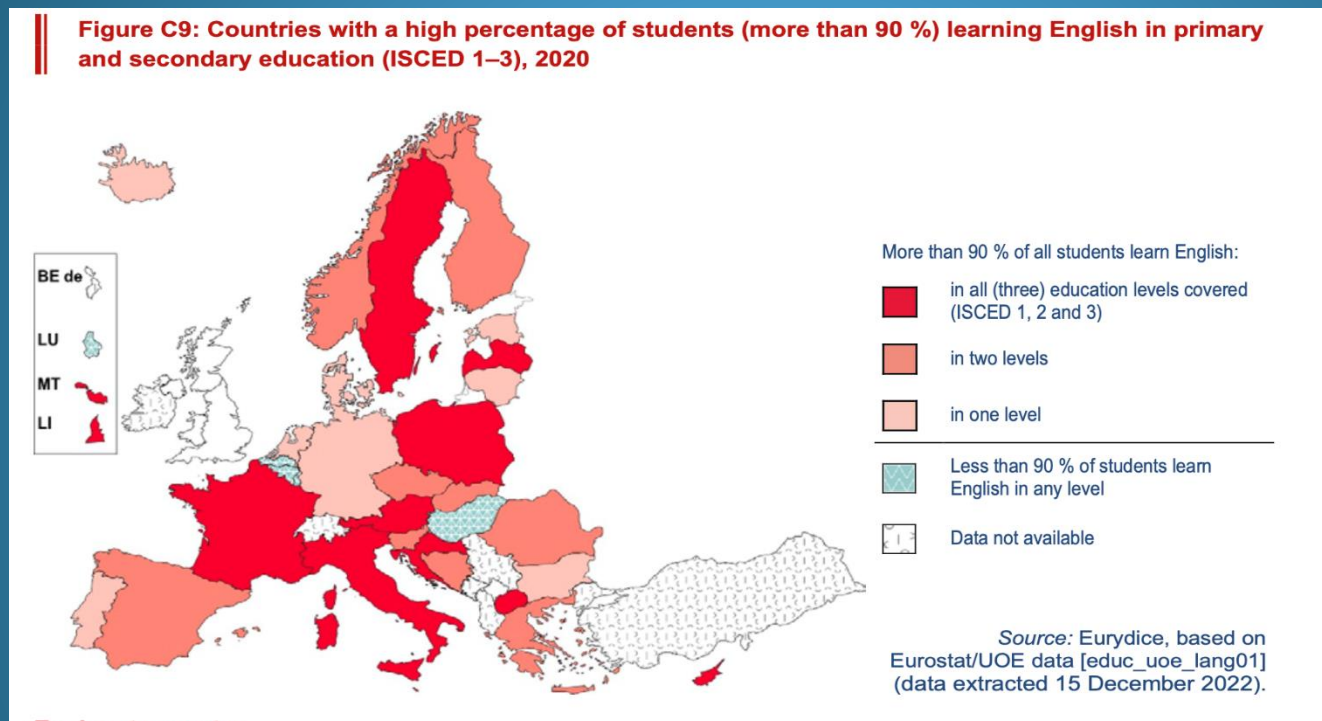 Figure C9: Countries with a high percentage of students (more than 90 %) learning English in primary
and secondary education (ISCED 1–3), 2020
BE de
LU
MT
LI
More than 90 % of all students learn English:
in all (three) education levels covered
(ISCED 1, 2 and 3)
in two levels
in one level
Less than 90 % of students learn
English in any level
Data not available
Source: Eurydice, based on
Eurostat/UOE data [educ_uoe_lang01]
(data extracted 15 December 2022).